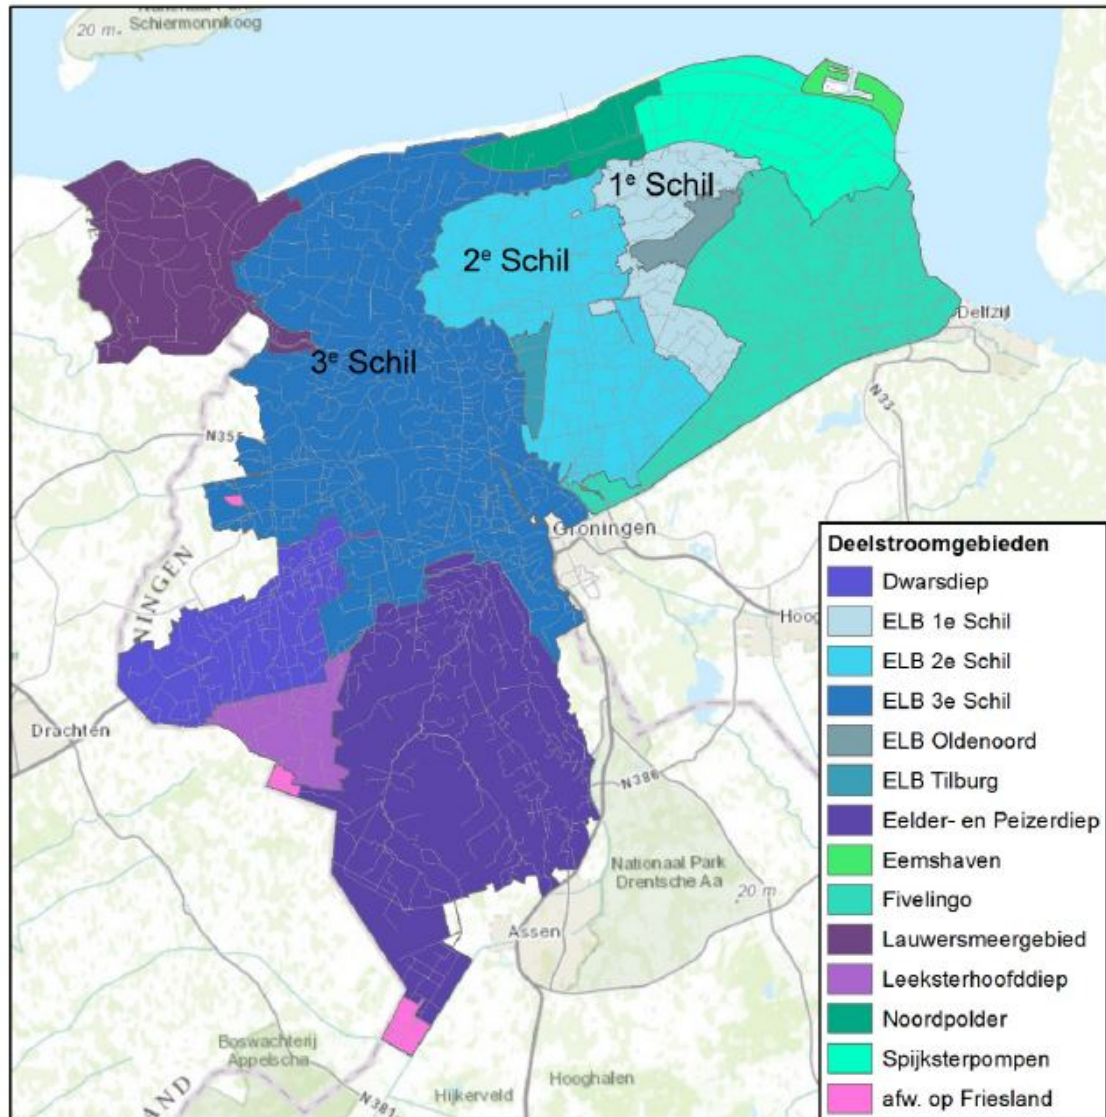 Schiermonnikoog
20 m.
1e Schil
2e Schil
3e Schil
Delfzijl
N33
N355
Groningen
NINGEN
Hoog
Drachten
N386
Nationaal Park
Drentsche Aa
20 m
Assen
Boswachterij
Appelscha
Hooghalen
Hijkerveld
N381
AND
Deelstroomgebieden
Dwarsdiep
ELB 1e Schil
ELB 2e Schil
ELB 3e Schil
ELB Oldenoord
ELB Tilburg
Eelder- en Peizerdiep
Eemshaven
Fivelingo
Lauwersmeergebied
Leeksterhoofddiep
Noordpolder
Spijksterpompen
afw. op Friesland